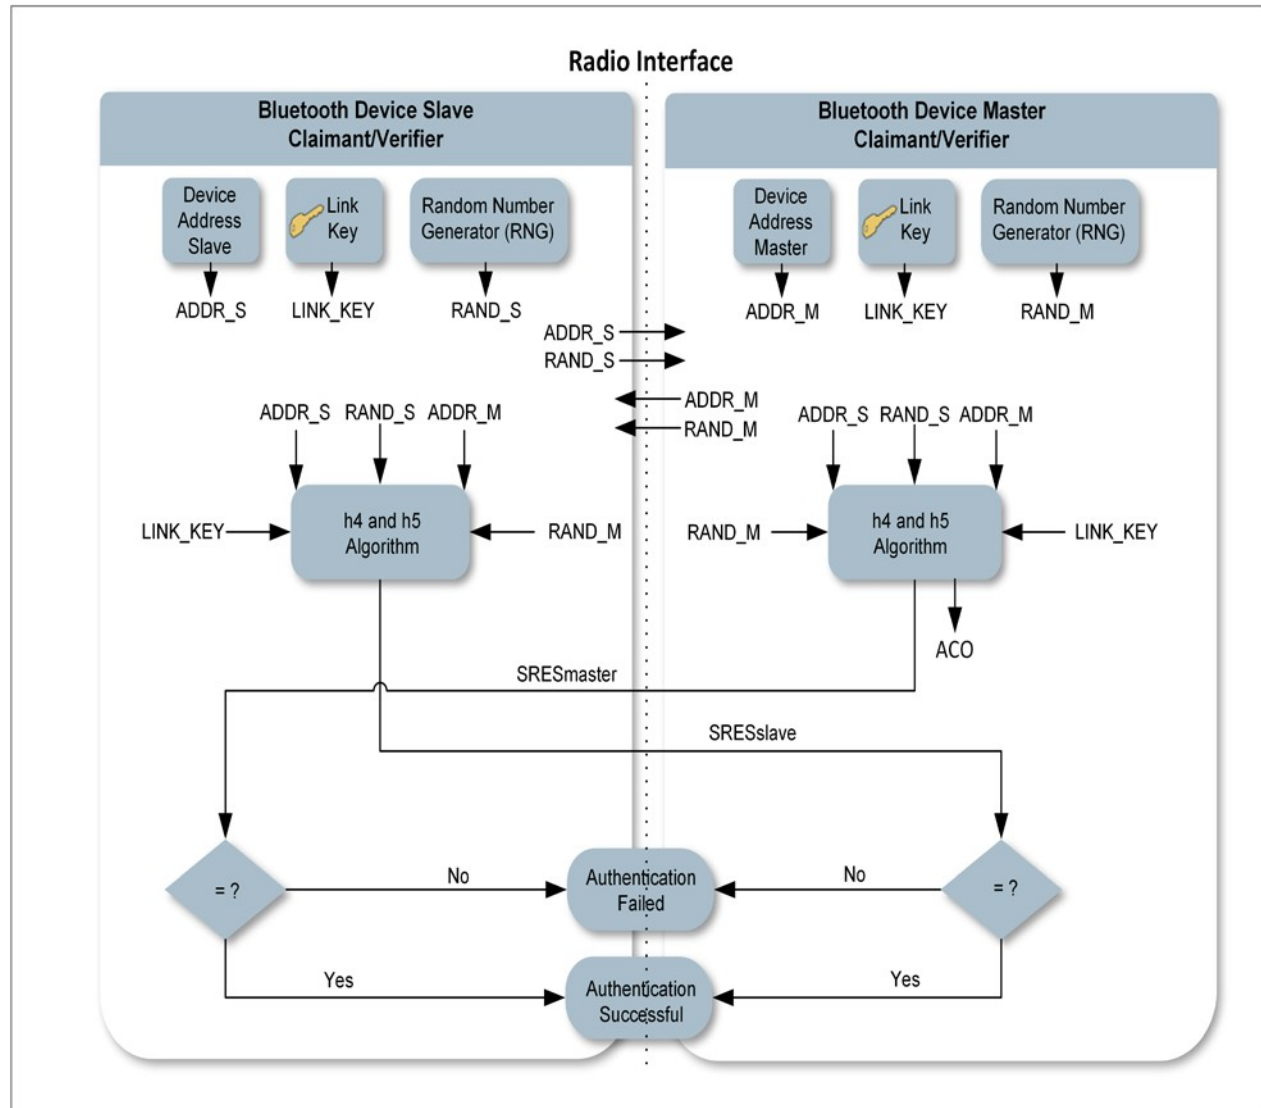 Radio Interface
Bluetooth Device Slave
Claimant/Verifier
Bluetooth Device Master
Claimant/Verifier
Device
Address
Slave
Link
Key
Random Number
Generator (RNG)
Device
Address
Master
Link
Key
Random Number
Generator (RNG)
ADDR_S
LINK_KEY
RAND_S
ADDR_M
LINK_KEY
RAND_M
ADDR_S
RAND_S
ADDR_M
RAND_M
ADDR_S
RAND_S
ADDR_M
ADDR_S
RAND_S
ADDR_M
LINK_KEY
h4 and h5
Algorithm
RAND_M
RAND_M
h4 and h5
Algorithm
LINK_KEY
ACO
SRESmaster
SRESslave
= ?
No
Authentication
Failed
No
= ?
Yes
Authentication
Successful
Yes